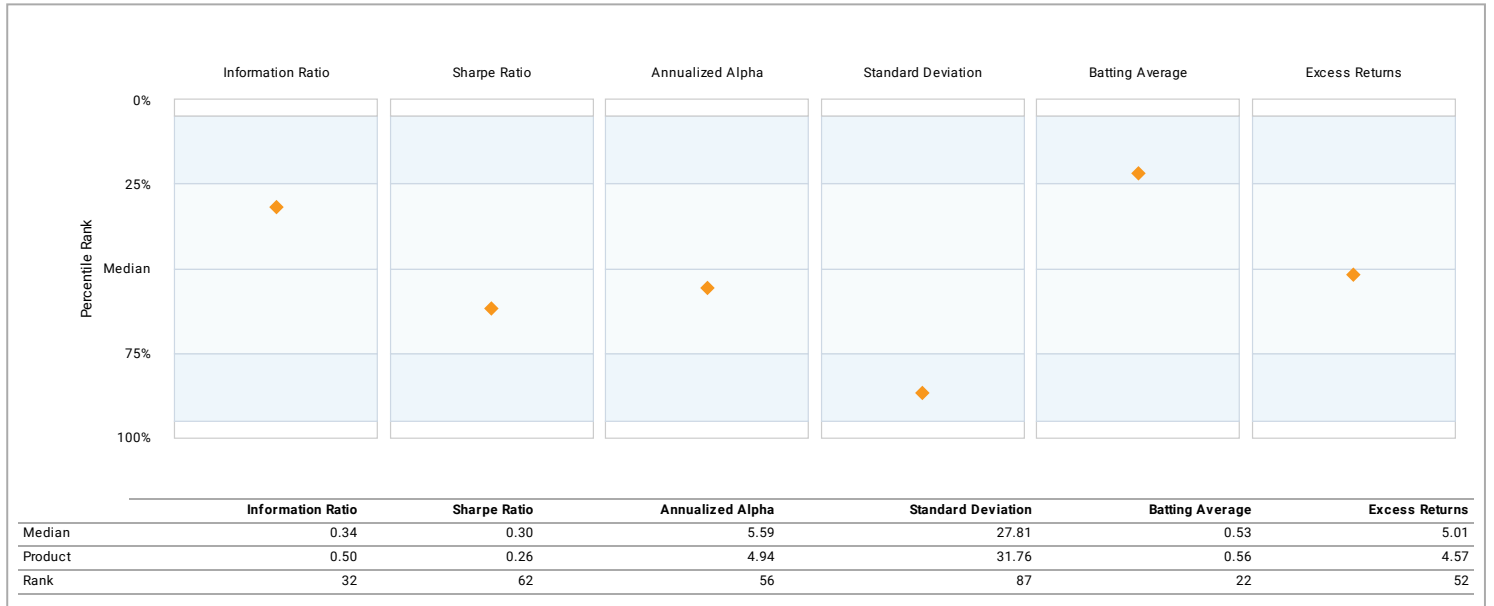 Information Ratio Sharpe Ratio Annualized Alpha Standard Deviation Batting Average Excess Returns
0%
25%
Percentile Rank
Median
75%
100%
Information Ratio Sharpe Ratio Annualized Alpha Standard Deviation Batting Average Excess Returns
Median 0.34 0.30 5.59 27.81 0.53 5.01
Product 0.50 0.26 4.94 31.76 0.56 4.57
Rank 32 62 56 87 22 52